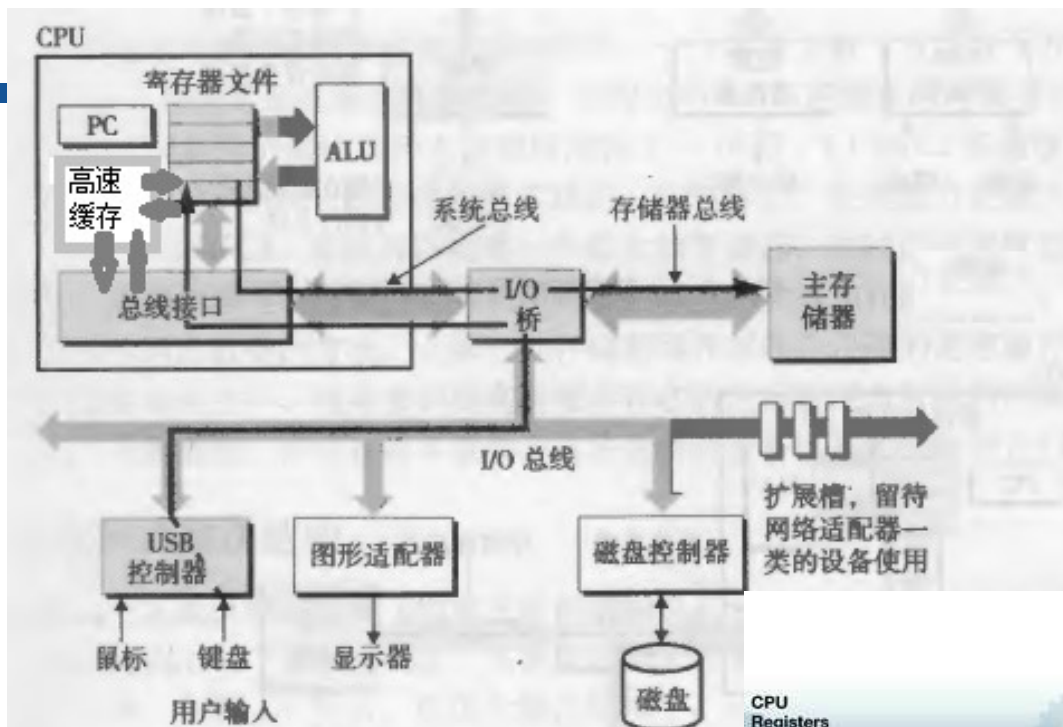 CPU
寄存器文件
PC
ALU
高速
缓存
系统总线
存储器总线
总线接口
I/O
桥
主存
储器
I/O 总线
扩展槽，留待
网络适配器一
类的设备使用
USB
控制器
图形适配器
磁盘控制器
鼠标
键盘
显示器
磁盘
用户输入
CPU
Registers